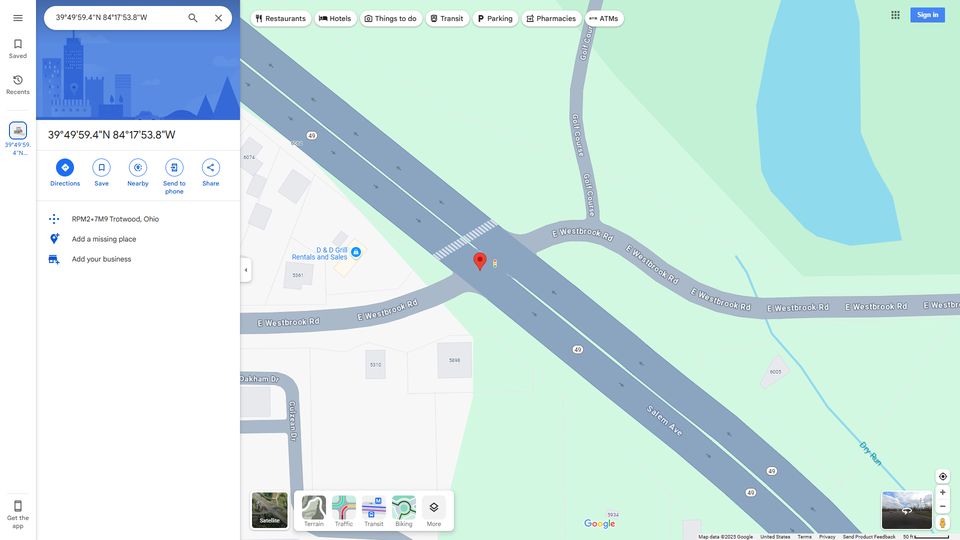 39°49'59.4"N 84°17'53.8"W
Restaurants
Hotels
Things to do
Transit
Parking
Pharmacies
ATMs
Sign in
Saved
Recents
39°49'59.
4"N...
39°49'59.4"N 84°17'53.8"W
Directions
Save
Nearby
Send to
phone
Share
RPM2+7M9 Trotwood, Ohio
Add a missing place
Add your business
Get the
app
Golf Course
Golf Course
Golf Course
49
6074
D & D Grill
Rentals and Sales
5361
E Westbrook Rd
E Westbrook Rd
E Westbrook Rd
E Westbrook Rd
E Westbrook Rd
E Westbrook Rd
E Westbrook Rd
E Westbrook Rd
49
5310
5898
6005
Oakham Dr
Culzean Dr
Salem Ave
Dry Run
49
49
5934
Satellite
Terrain
Traffic
Transit
Biking
More
Google
Map data ©2025 Google
United States
Terms
Privacy
Send Product Feedback
50 ft